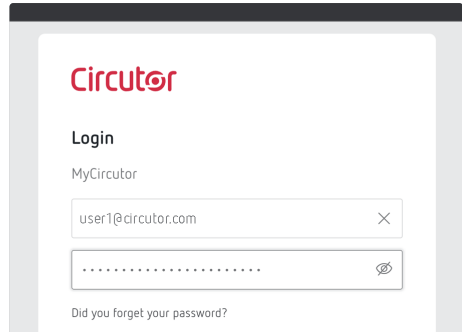 Circutor
Login
MyCircutor
user1@circutor.com
.......................
Did you forget your password?